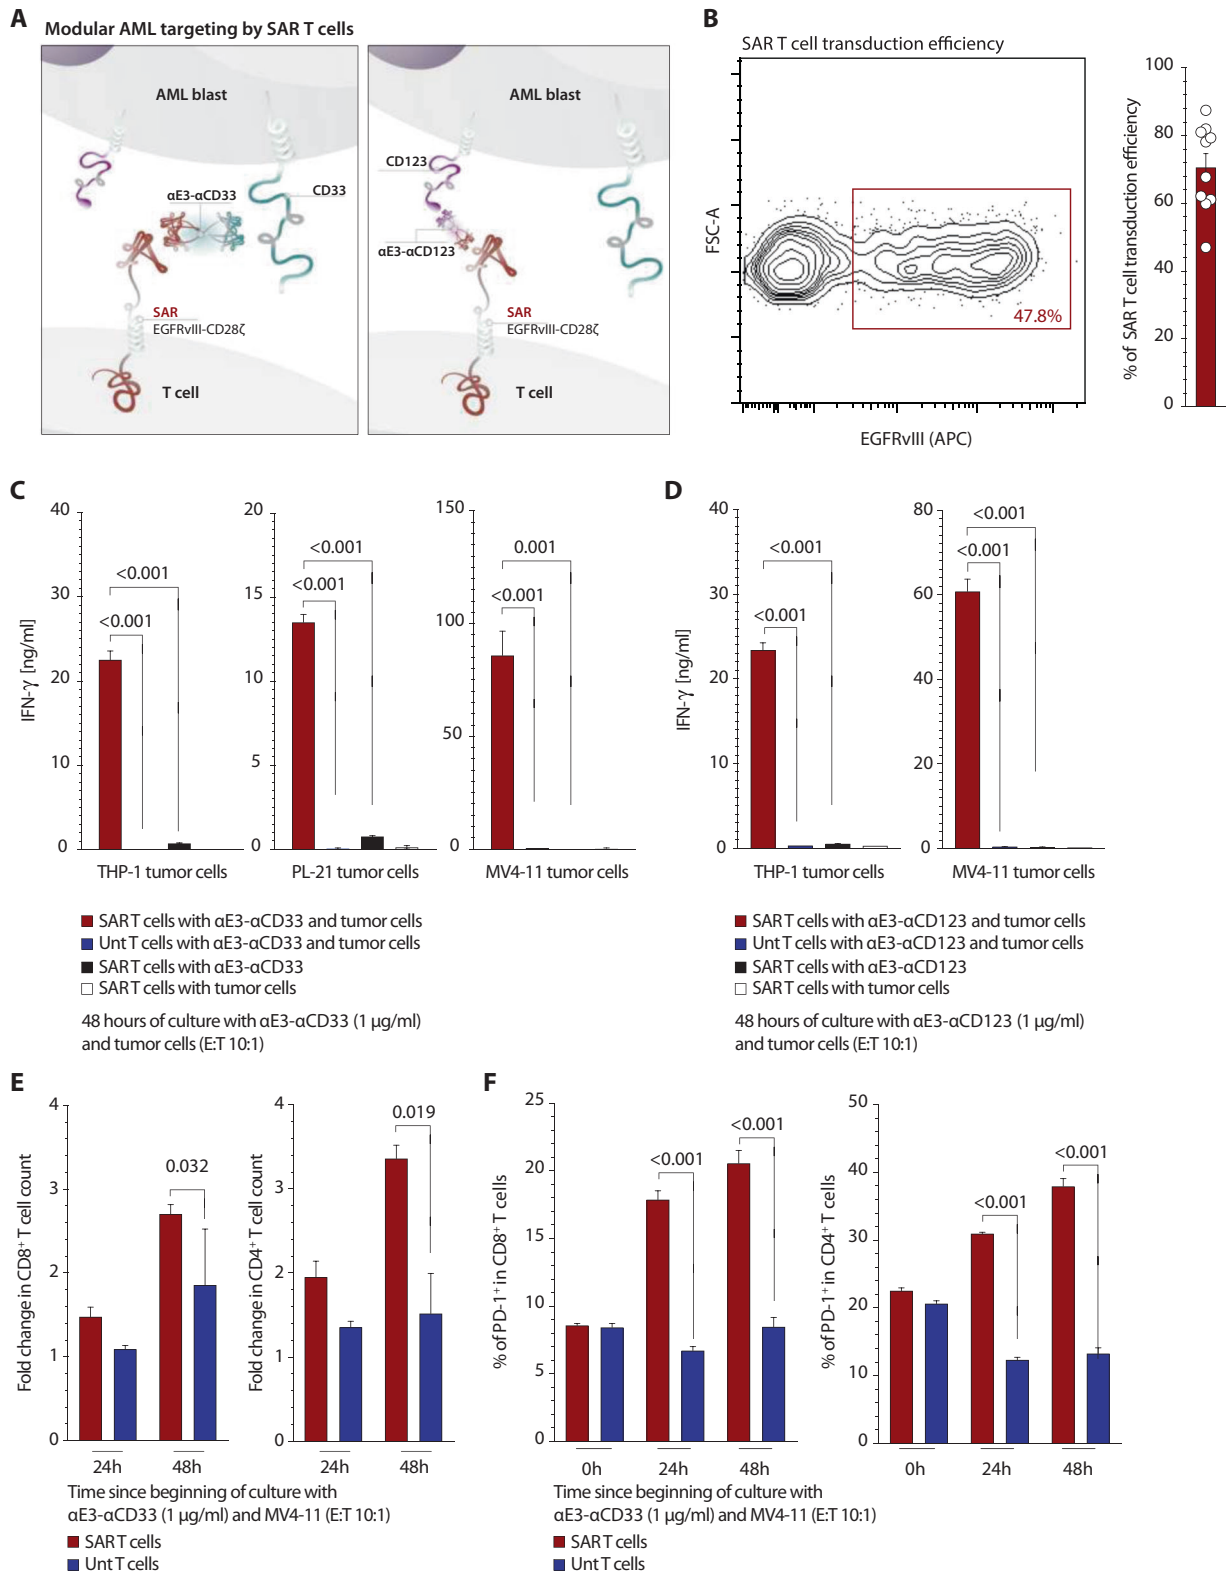 A
Modular AML targeting by SAR T cells
AML blast
αE3-αCD33
CD33
SAR
EGFRvIII-CD28ζ
T cell
AML blast
CD123
αE3-αCD123
SAR
EGFRvIII-CD28ζ
T cell
B
SAR T cell transduction efficiency
FSC-A
47.8%
EGFRvIII (APC)
% of SAR T cell transduction efficiency
100
80
60
40
20
0
C
IFN-γ [ng/ml]
40
30
20
10
0
<0.001
<0.001
THP-1 tumor cells
20
15
10
5
0
<0.001
<0.001
PL-21 tumor cells
150
100
50
0
0.001
<0.001
MV4-11 tumor cells
SAR T cells with αE3-αCD33 and tumor cells
Unt T cells with αE3-αCD33 and tumor cells
SAR T cells with αE3-αCD33
SAR T cells with tumor cells
48 hours of culture with αE3-αCD33 (1 μg/ml)
and tumor cells (E:T 10:1)
D
IFN-γ [ng/ml]
40
30
20
10
0
<0.001
<0.001
THP-1 tumor cells
80
60
40
20
0
<0.001
<0.001
MV4-11 tumor cells
SAR T cells with αE3-αCD123 and tumor cells
Unt T cells with αE3-αCD123 and tumor cells
SAR T cells with αE3-αCD123
SAR T cells with tumor cells
48 hours of culture with αE3-αCD123 (1 μg/ml)
and tumor cells (E:T 10:1)
E
Fold change in CD8+ T cell count
4
3
2
1
0
0.032
24h
48h
Fold change in CD4+ T cell count
4
3
2
1
0
0.019
24h
48h
Time since beginning of culture with
αE3-αCD33 (1 μg/ml) and MV4-11 (E:T 10:1)
SAR T cells
Unt T cells
F
% of PD-1+ in CD8+ T cells
25
20
15
10
5
0
<0.001
<0.001
0h
24h
48h
% of PD-1+ in CD4+ T cells
50
40
30
20
10
0
<0.001
<0.001
0h
24h
48h
Time since beginning of culture with
αE3-αCD33 (1 μg/ml) and MV4-11 (E:T 10:1)
SAR T cells
Unt T cells